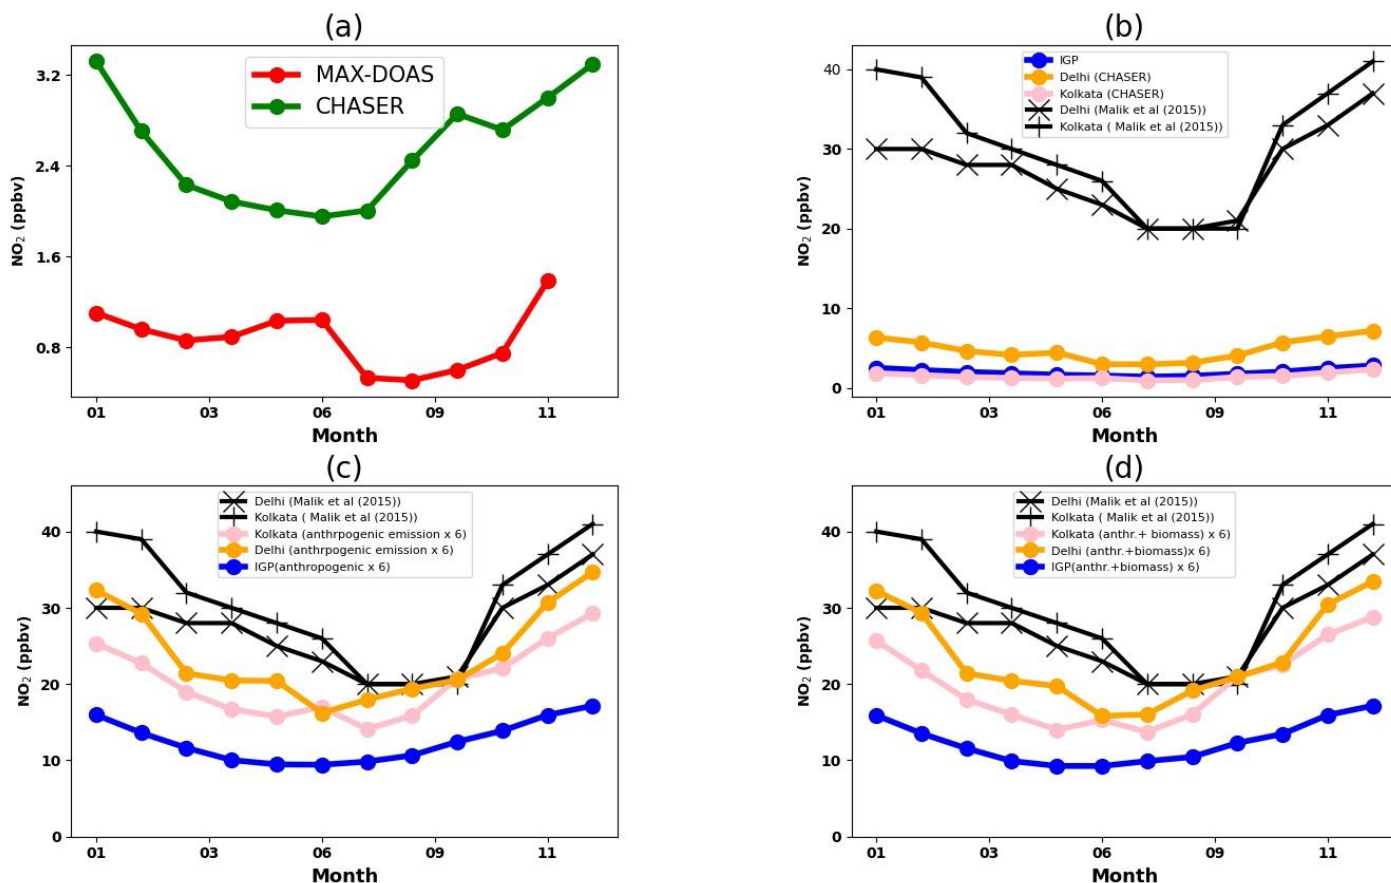 (a)
MAX-DOAS
CHASER
3.2
2.4
1.6
0.8
NO₂ (ppbv)
01
03
06
09
11
Month
(b)
IGP
Delhi (CHASER)
Kolkata (CHASER)
Delhi (Malik et al (2015))
Kolkata ( Malik et al (2015))
40
30
20
10
0
NO₂ (ppbv)
01
03
06
09
11
Month
(c)
Delhi (Malik et al (2015))
Kolkata ( Malik et al (2015))
Kolkata (anthrpogenic emission x 6)
Delhi (anthrpogenic emission x 6)
IGP(anthropogenic x 6)
40
30
20
10
0
NO₂ (ppbv)
01
03
06
09
11
Month
(d)
Delhi (Malik et al (2015))
Kolkata ( Malik et al (2015))
Kolkata (anthr.+ biomass) x 6)
Delhi (anthr.+biomass)x 6)
IGP(anthr.+biomass) x 6)
40
30
20
10
0
NO₂ (ppbv)
01
03
06
09
11
Month